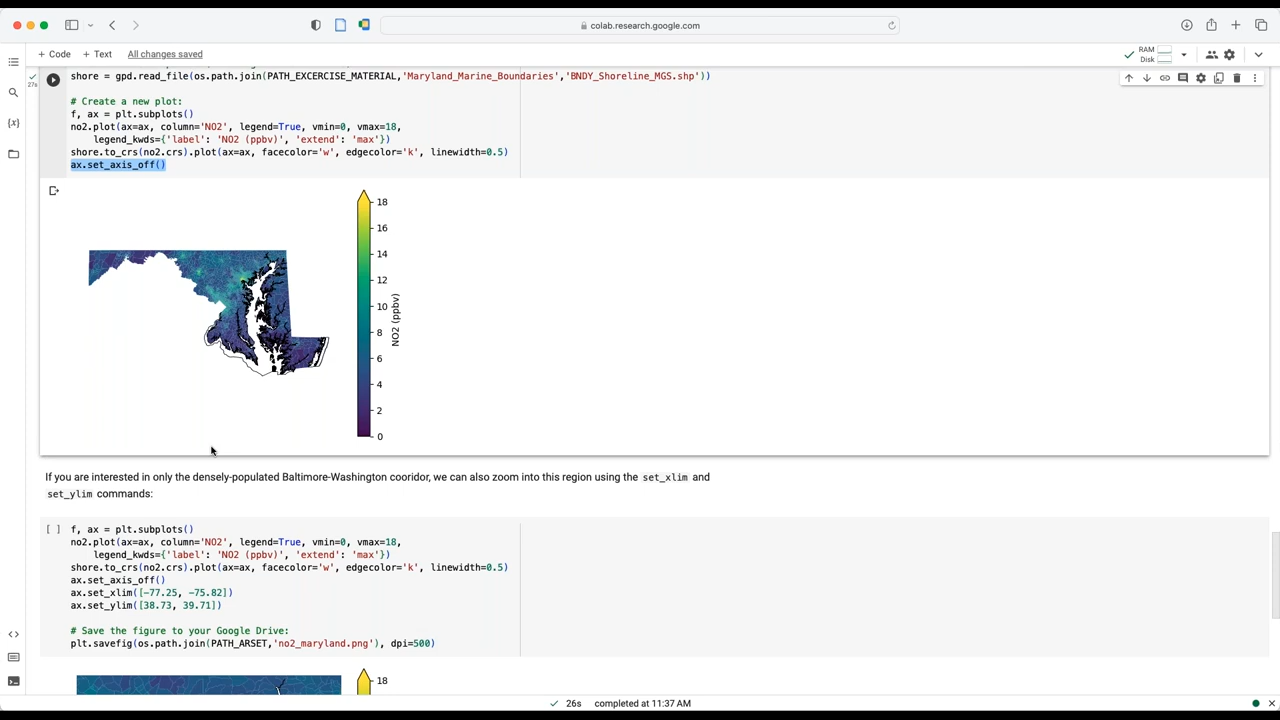 colab.research.google.com
+ Code + Text All changes saved
RAM
Disk
27s
shore = gpd.read_file(os.path.join(PATH_EXCERCISE_MATERIAL,'Maryland_Marine_Boundaries','BNDY_Shoreline_MGS.shp'))
# Create a new plot:
f, ax = plt.subplots()
no2.plot(ax=ax, column='NO2', legend=True, vmin=0, vmax=18,
legend_kwds={'label': 'NO2 (ppbv)', 'extend': 'max'})
shore.to_crs(no2.crs).plot(ax=ax, facecolor='w', edgecolor='k', linewidth=0.5)
ax.set_axis_off()
18
16
14
12
10
8
6
4
2
0
NO2 (ppbv)
If you are interested in only the densely-populated Baltimore-Washington cooridor, we can also zoom into this region using the set_xlim and
set_ylim commands:
[ ] f, ax = plt.subplots()
no2.plot(ax=ax, column='NO2', legend=True, vmin=0, vmax=18,
legend_kwds={'label': 'NO2 (ppbv)', 'extend': 'max'})
shore.to_crs(no2.crs).plot(ax=ax, facecolor='w', edgecolor='k', linewidth=0.5)
ax.set_axis_off()
ax.set_xlim([-77.25, -75.82])
ax.set_ylim([38.73, 39.71])
# Save the figure to your Google Drive:
plt.savefig(os.path.join(PATH_ARSET,'no2_maryland.png'), dpi=500)
18
26s completed at 11:37 AM